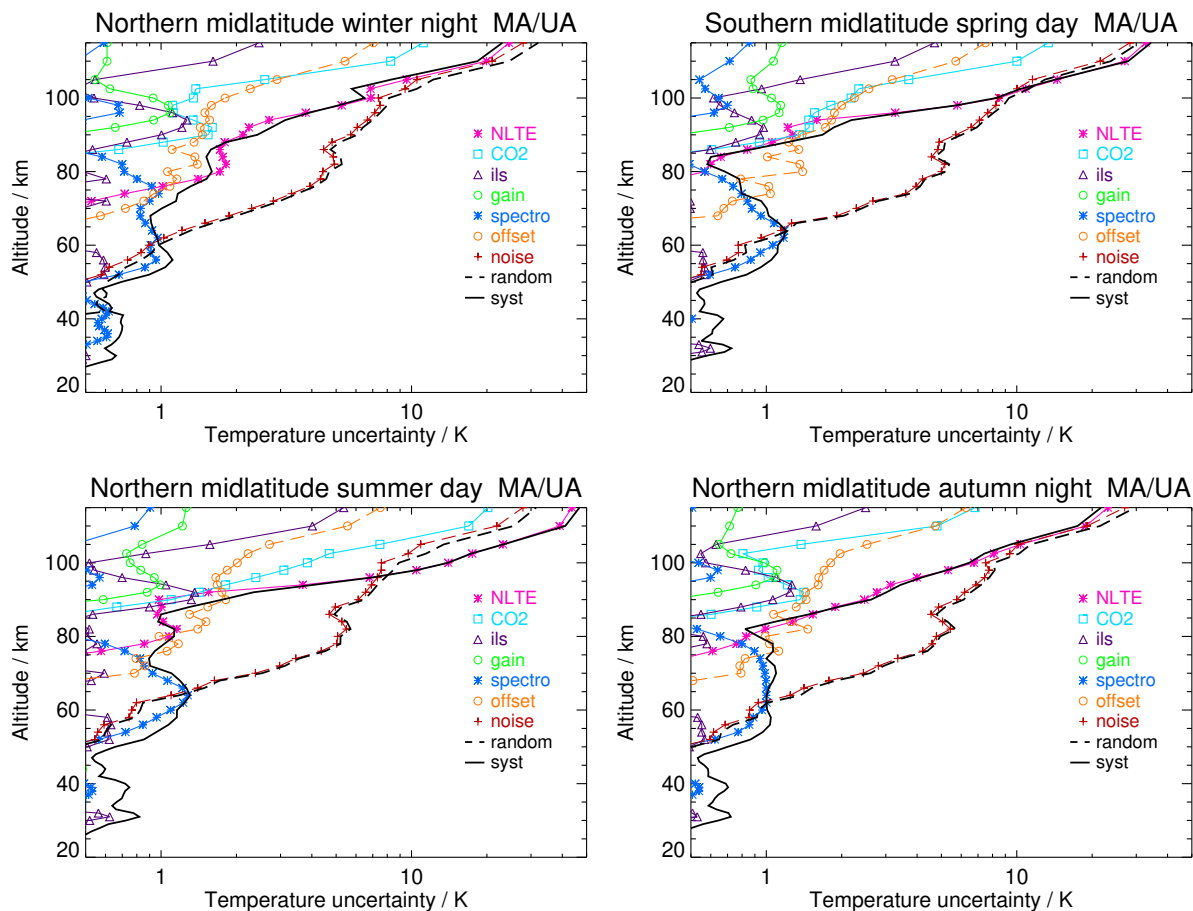 Northern midlatitude winter night MA/UA
100
80
60
40
20
Altitude / km
NLTE
CO2
ils
gain
spectro
offset
noise
random
syst
1
10
Temperature uncertainty / K
Southern midlatitude spring day MA/UA
100
80
60
40
20
Altitude / km
NLTE
CO2
ils
gain
spectro
offset
noise
random
syst
1
10
Temperature uncertainty / K
Northern midlatitude summer day MA/UA
100
80
60
40
20
Altitude / km
NLTE
CO2
ils
gain
spectro
offset
noise
random
syst
1
10
Temperature uncertainty / K
Northern midlatitude autumn night MA/UA
100
80
60
40
20
Altitude / km
NLTE
CO2
ils
gain
spectro
offset
noise
random
syst
1
10
Temperature uncertainty / K